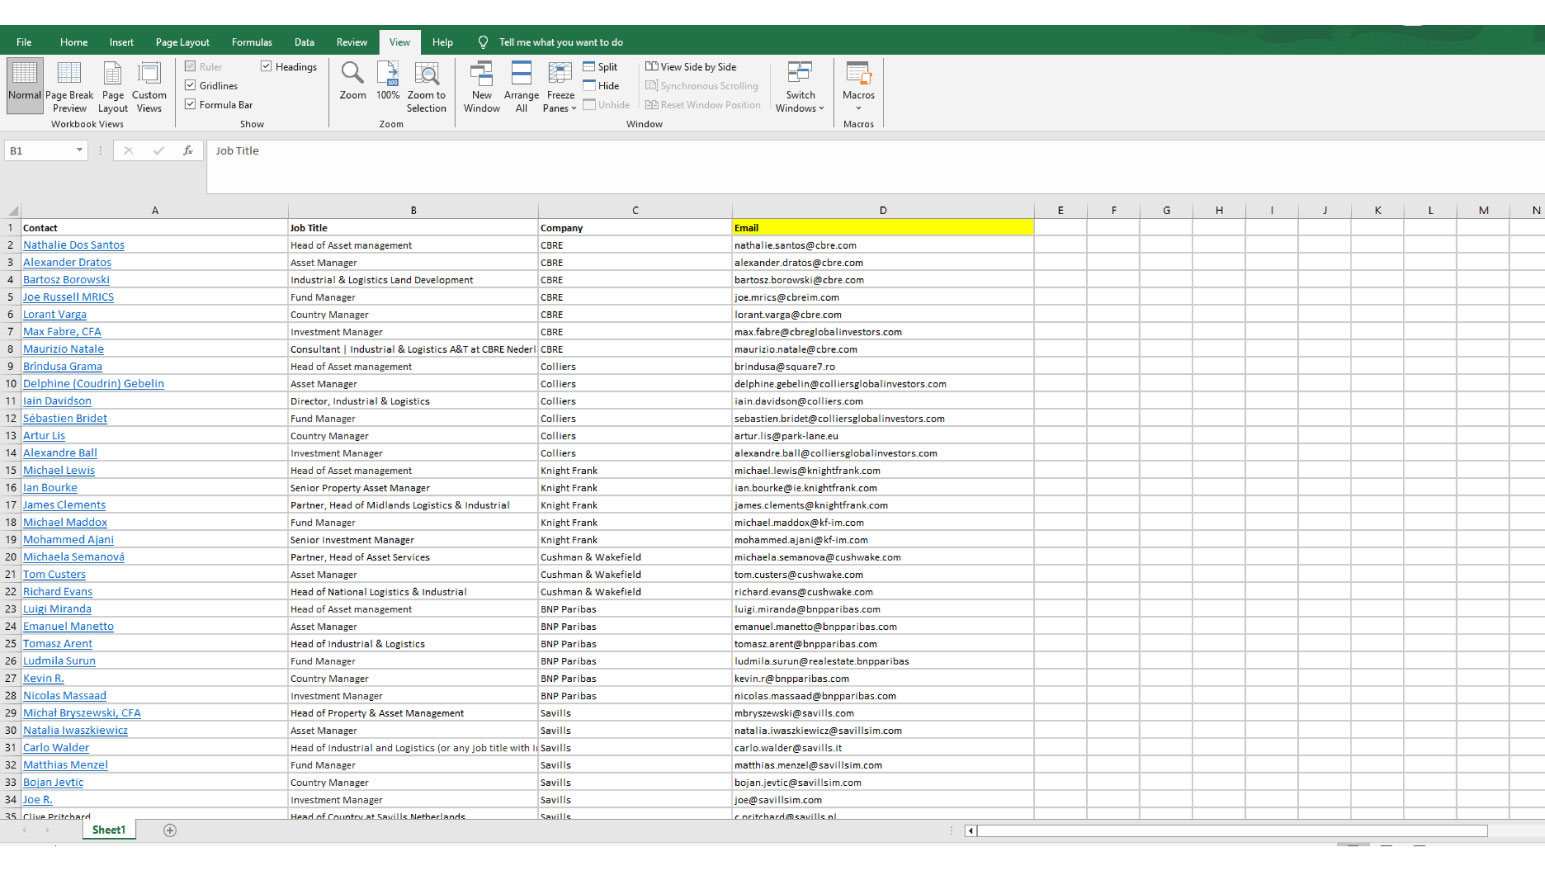 File Home Insert Page Layout Formulas Data Review View Help Tell me what you want to do
Normal Page Break Preview Page Layout Custom Views
Workbook Views
Ruler Headings
Gridlines
Formula Bar
Show
Zoom 100% Zoom to Selection
Zoom
New Window Arrange All Freeze Panes
Split
Hide
Unhide
View Side by Side
Synchronous Scrolling
Reset Window Position
Switch Windows
Window
Macros
Macros
B1 fx Job Title
A B C D E F G H I J K L M N
1 Contact Job Title Company Email
2 Nathalie Dos Santos Head of Asset management CBRE nathalie.santos@cbre.com
3 Alexander Dratos Asset Manager CBRE alexander.dratos@cbre.com
4 Bartosz Borowski Industrial & Logistics Land Development CBRE bartosz.borowski@cbre.com
5 Joe Russell MRICS Fund Manager CBRE joe.mrics@cbreim.com
6 Lorant Varga Country Manager CBRE lorant.varga@cbre.com
7 Max Fabre, CFA Investment Manager CBRE max.fabre@cbreglobalinvestors.com
8 Maurizio Natale Consultant | Industrial & Logistics A&T at CBRE Nederl CBRE maurizio.natale@cbre.com
9 Brîndusa Grama Head of Asset management Colliers brindusa@square7.ro
10 Delphine (Coudrin) Gebelin Asset Manager Colliers delphine.gebelin@colliersglobalinvestors.com
11 Iain Davidson Director, Industrial & Logistics Colliers iain.davidson@colliers.com
12 Sébastien Bridet Fund Manager Colliers sebastien.bridet@colliersglobalinvestors.com
13 Artur Lis Country Manager Colliers artur.lis@park-lane.eu
14 Alexandre Ball Investment Manager Colliers alexandre.ball@colliersglobalinvestors.com
15 Michael Lewis Head of Asset management Knight Frank michael.lewis@knightfrank.com
16 Ian Bourke Senior Property Asset Manager Knight Frank ian.bourke@ie.knightfrank.com
17 James Clements Partner, Head of Midlands Logistics & Industrial Knight Frank james.clements@knightfrank.com
18 Michael Maddox Fund Manager Knight Frank michael.maddox@kf-im.com
19 Mohammed Ajani Senior Investment Manager Knight Frank mohammed.ajani@kf-im.com
20 Michaela Semanová Partner, Head of Asset Services Cushman & Wakefield michaela.semanova@cushwake.com
21 Tom Custers Asset Manager Cushman & Wakefield tom.custers@cushwake.com
22 Richard Evans Head of National Logistics & Industrial Cushman & Wakefield richard.evans@cushwake.com
23 Luigi Miranda Head of Asset management BNP Paribas luigi.miranda@bnpparibas.com
24 Emanuel Manetto Asset Manager BNP Paribas emanuel.manetto@bnpparibas.com
25 Tomasz Arent Head of Industrial & Logistics BNP Paribas tomasz.arent@bnpparibas.com
26 Ludmila Surun Fund Manager BNP Paribas ludmila.surun@realestate.bnpparibas
27 Kevin R. Country Manager BNP Paribas kevin.r@bnpparibas.com
28 Nicolas Massaad Investment Manager BNP Paribas nicolas.massaad@bnpparibas.com
29 Michał Bryszewski, CFA Head of Property & Asset Management Savills mbryszewski@savills.com
30 Natalia Iwaszkiewicz Asset Manager Savills natalia.iwaszkiewicz@savillsim.com
31 Carlo Walder Head of Industrial and Logistics (or any job title with I Savills carlo.walder@savills.it
32 Matthias Menzel Fund Manager Savills matthias.menzel@savillsim.com
33 Bojan Jevtic Country Manager Savills bojan.jevtic@savillsim.com
34 Joe R. Investment Manager Savills joe@savillsim.com
35 Clive Pritchard Head of Country at Savills Netherlands Savills c.pritchard@savills.nl
Sheet1